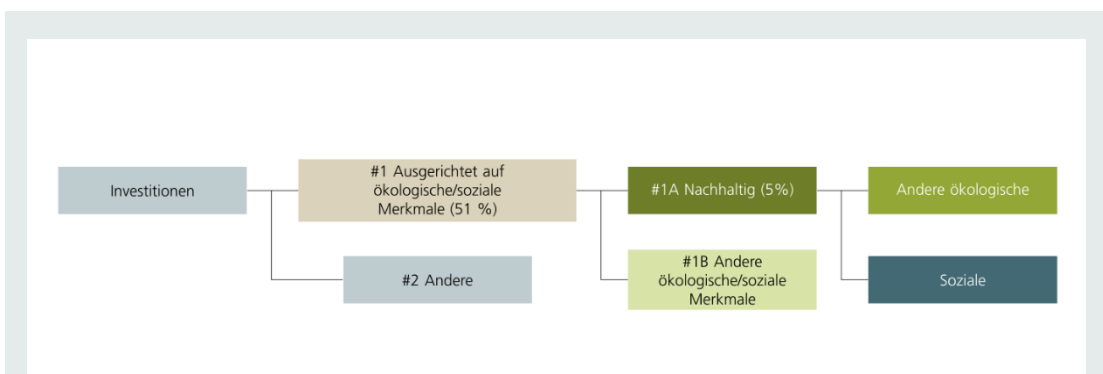 Investitionen
#1 Ausgerichtet auf
ökologische/soziale
Merkmale (51 %)
#1A Nachhaltig (5%)
Andere ökologische
#2 Andere
#1B Andere
ökologische/soziale
Merkmale
Soziale